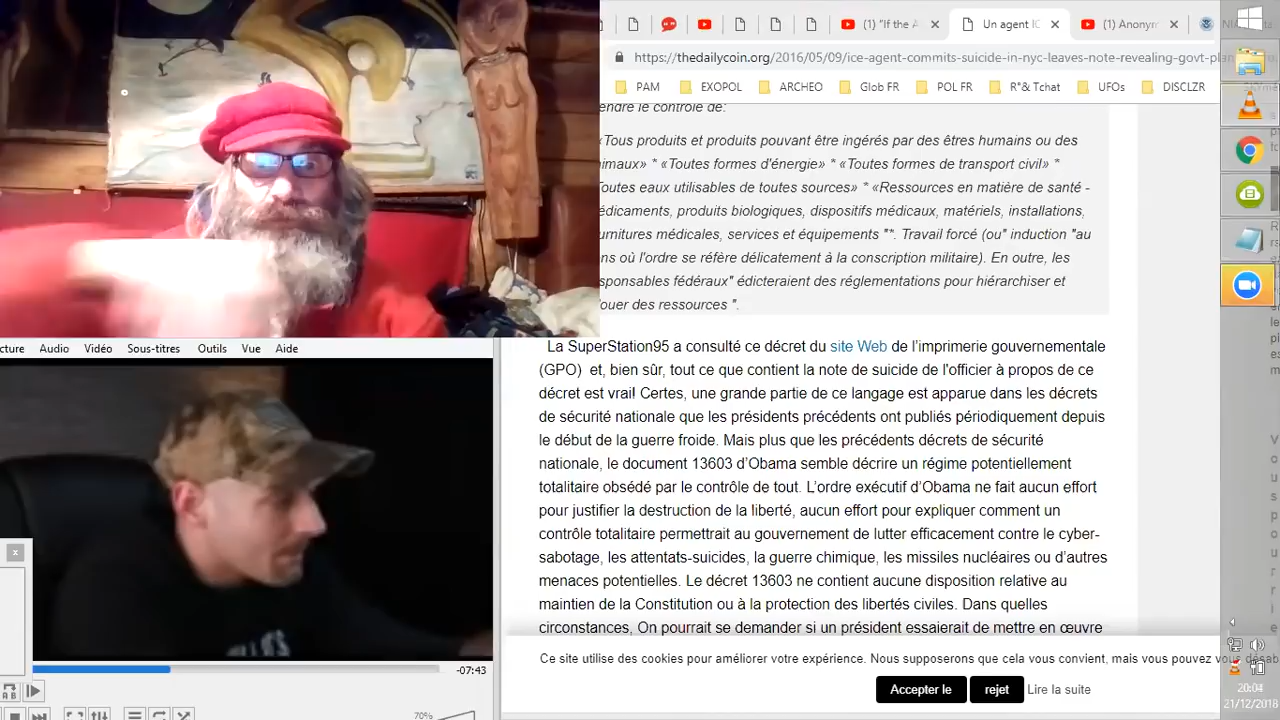 (1) "If the A
Un agent IC
(1) Anonym
https://thedailycoin.org/2016/05/09/ice-agent-commits-suicide-in-nyc-leaves-note-revealing-govt-plan
PAM EXOPOL ARCHEO Glob FR POL FR R°& Tchat UFOs DISCLZR
endre le contrôle de:
«Tous produits et produits pouvant être ingérés par des êtres humains ou des
nimaux» * «Toutes formes d'énergie» * «Toutes formes de transport civil» *
Toutes eaux utilisables de toutes sources» * «Ressources en matière de santé -
édicaments, produits biologiques, dispositifs médicaux, matériels, installations,
urnitures médicales, services et équipements "*. Travail forcé (ou" induction "au
ns où l'ordre se réfère délicatement à la conscription militaire). En outre, les
sponsables fédéraux" édicteraient des réglementations pour hiérarchiser et
ouer des ressources ".
La SuperStation95 a consulté ce décret du site Web de l'imprimerie gouvernementale
(GPO) et, bien sûr, tout ce que contient la note de suicide de l'officier à propos de ce
décret est vrai! Certes, une grande partie de ce langage est apparue dans les décrets
de sécurité nationale que les présidents précédents ont publiés périodiquement depuis
le début de la guerre froide. Mais plus que les précédents décrets de sécurité
nationale, le document 13603 d'Obama semble décrire un régime potentiellement
totalitaire obsédé par le contrôle de tout. L'ordre exécutif d'Obama ne fait aucun effort
pour justifier la destruction de la liberté, aucun effort pour expliquer comment un
contrôle totalitaire permettrait au gouvernement de lutter efficacement contre le cyber-
sabotage, les attentats-suicides, la guerre chimique, les missiles nucléaires ou d'autres
menaces potentielles. Le décret 13603 ne contient aucune disposition relative au
maintien de la Constitution ou à la protection des libertés civiles. Dans quelles
circonstances, On pourrait se demander si un président essaierait de mettre en œuvre
Ce site utilise des cookies pour améliorer votre expérience. Nous supposerons que cela vous convient, mais vous pouvez vous désab
Accepter le rejet Lire la suite
cture Audio Vidéo Sous-titres Outils Vue Aide
-07:43
70%
20:04
21/12/2018